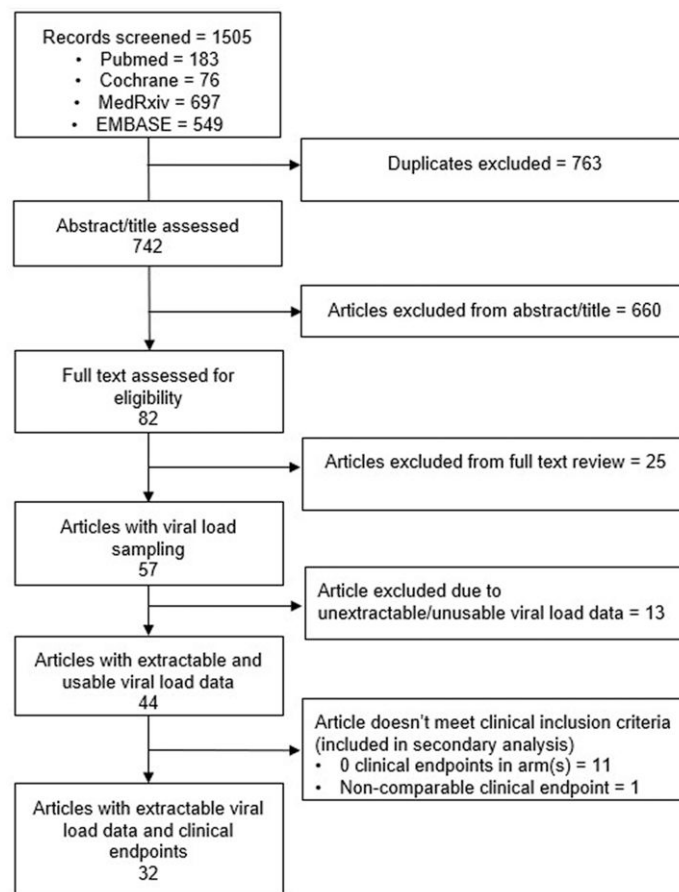 Records screened = 1505
• Pubmed = 183
• Cochrane = 76
• MedRxiv = 697
• EMBASE = 549
Duplicates excluded = 763
Abstract/title assessed
742
Articles excluded from abstract/title = 660
Full text assessed for
eligibility
82
Articles excluded from full text review = 25
Articles with viral load
sampling
57
Article excluded due to
unextractable/unusable viral load data = 13
Articles with extractable and
usable viral load data
44
Article doesn't meet clinical inclusion criteria
(included in secondary analysis)
• 0 clinical endpoints in arm(s) = 11
• Non-comparable clinical endpoint = 1
Articles with extractable viral
load data and clinical
endpoints
32